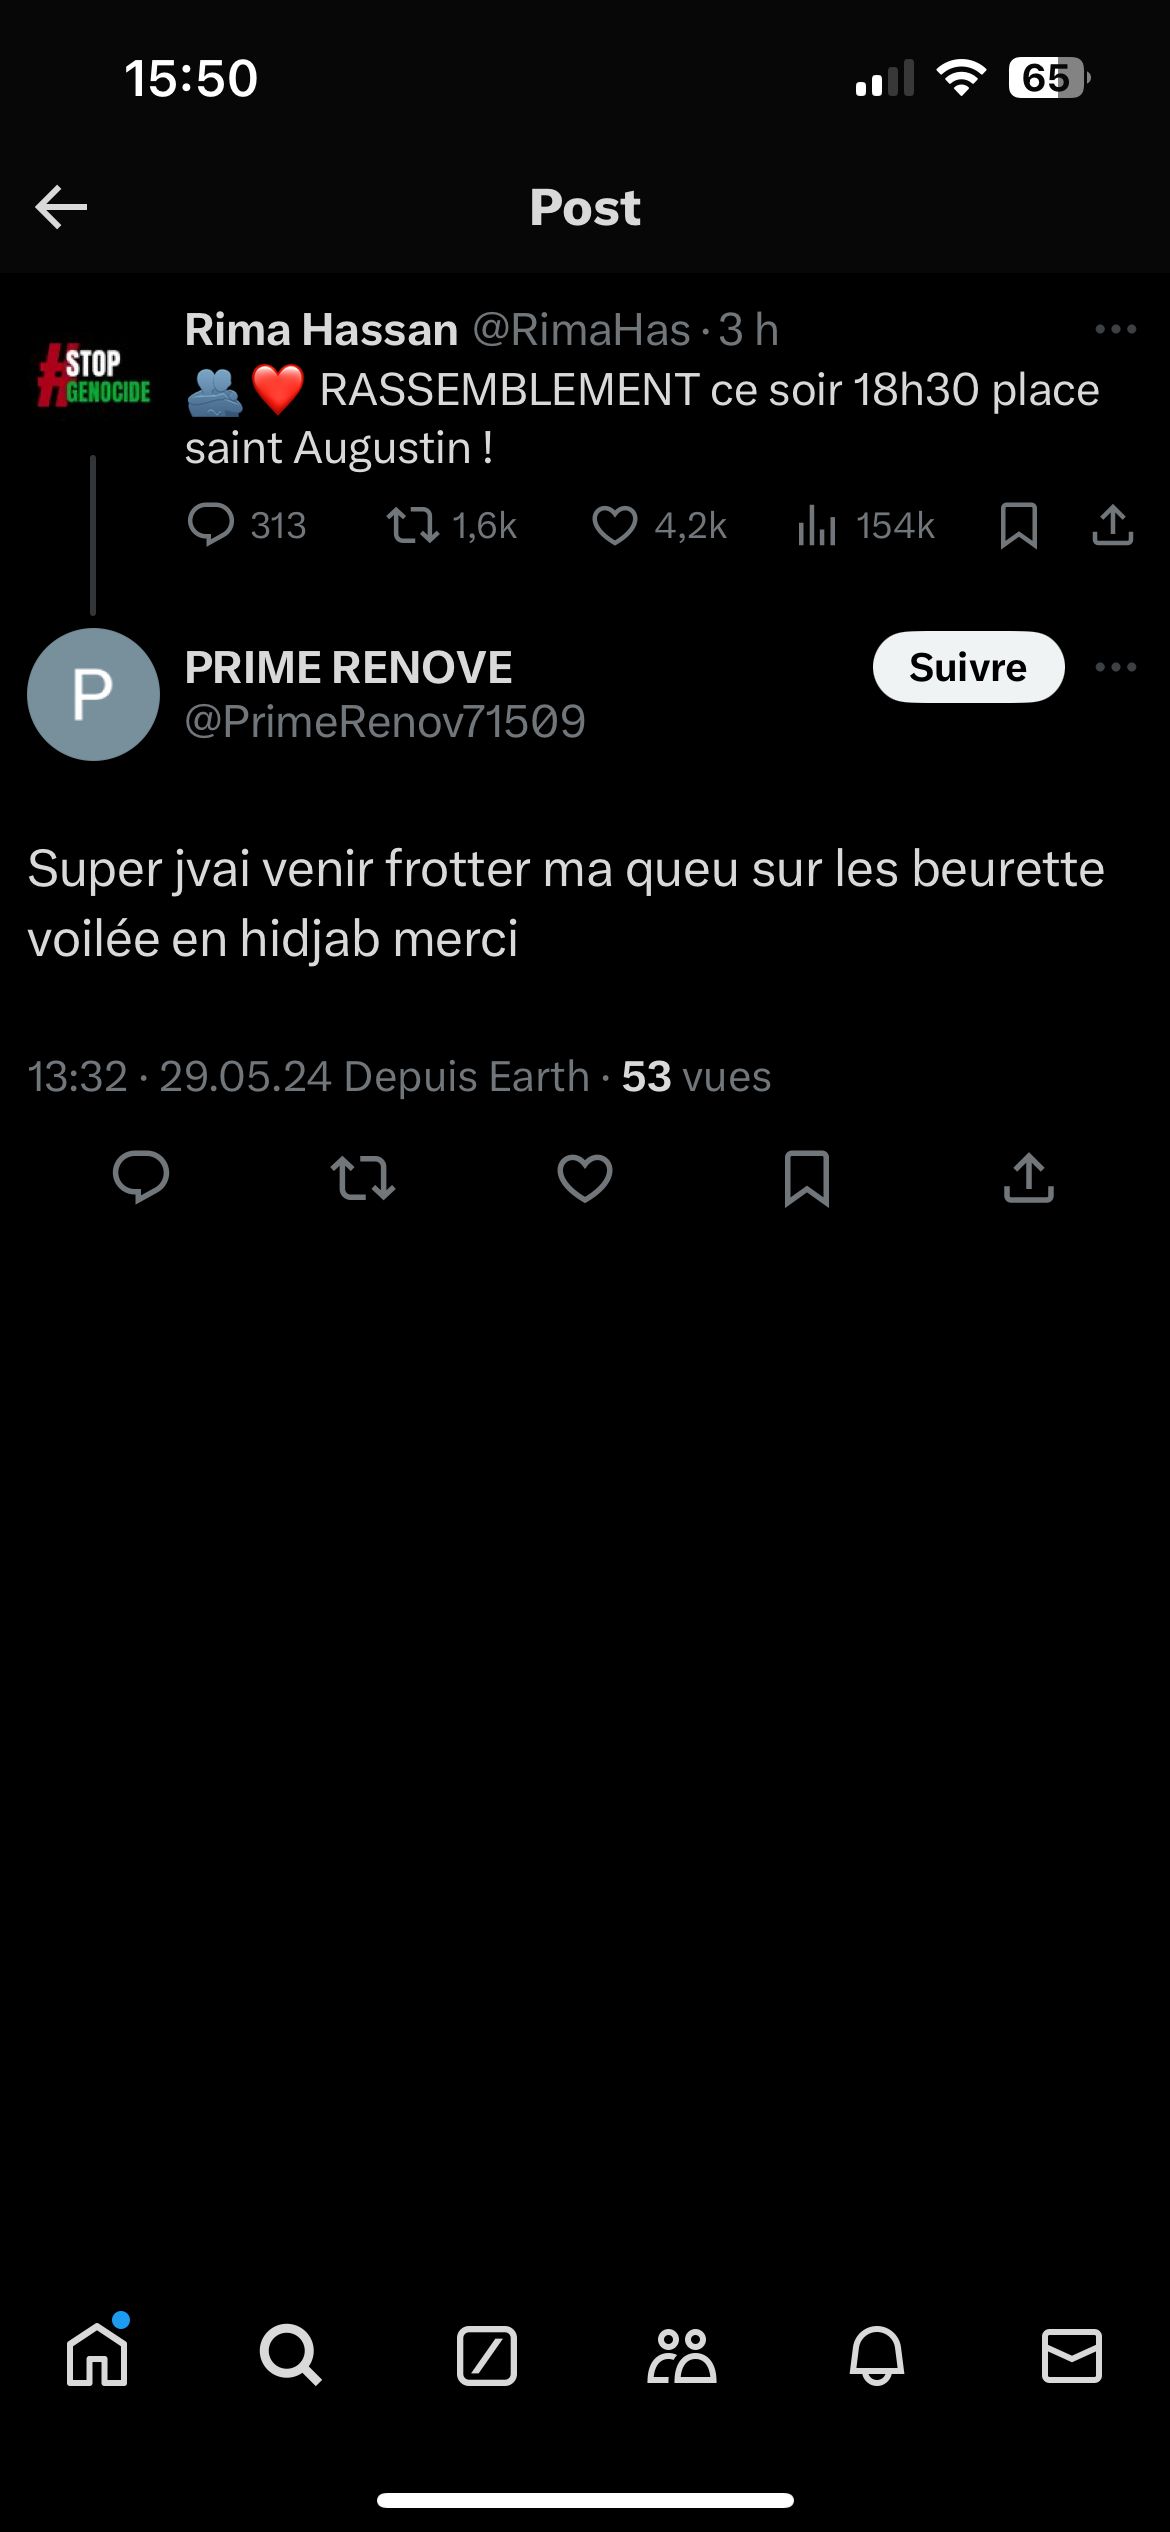 15:50
65
Post
#STOP
GENOCIDE
Rima Hassan @RimaHas · 3 h
🫂❤️ RASSEMBLEMENT ce soir 18h30 place
saint Augustin !
313 1,6k 4,2k 154k
P
PRIME RENOVE
Suivre
@PrimeRenov71509
Super jvai venir frotter ma queu sur les beurette
voilée en hidjab merci
13:32 · 29.05.24 Depuis Earth · 53 vues